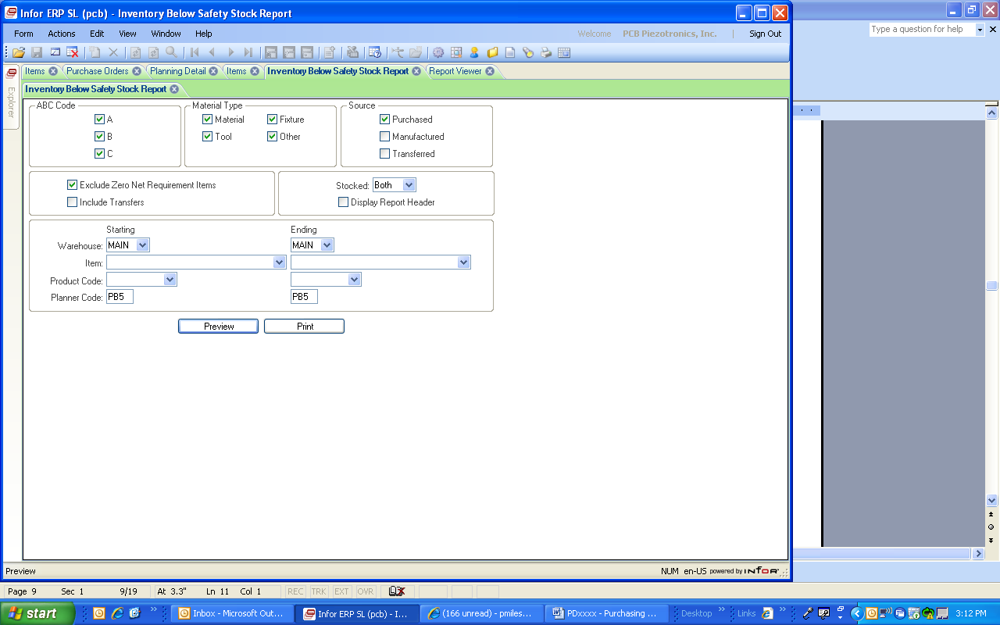 Infor ERP SL (pcb) - Inventory Below Safety Stock Report
Type a question for help
Form Actions Edit View Window Help
Welcome PCB Piezotronics, Inc. | Sign Out
Items Purchase Orders Planning Detail Items Inventory Below Safety Stock Report Report Viewer
Explorer
Inventory Below Safety Stock Report
ABC Code
A
B
C
Material Type
Material Fixture
Tool Other
Source
Purchased
Manufactured
Transferred
Exclude Zero Net Requirement Items
Include Transfers
Stocked: Both
Display Report Header
Starting Ending
Warehouse: MAIN MAIN
Item:
Product Code:
Planner Code: PB5 PB5
Preview Print
Preview
NUM en-US powered by infor
Page 9 Sec 1 9/19 At 3.3" Ln 11 Col 1 REC TRK EXT OVR
start
Inbox - Microsoft Out...
Infor ERP SL (pcb) - I...
(166 unread) - pmiles...
PDxxxx - Purchasing ...
Desktop
Links
3:12 PM